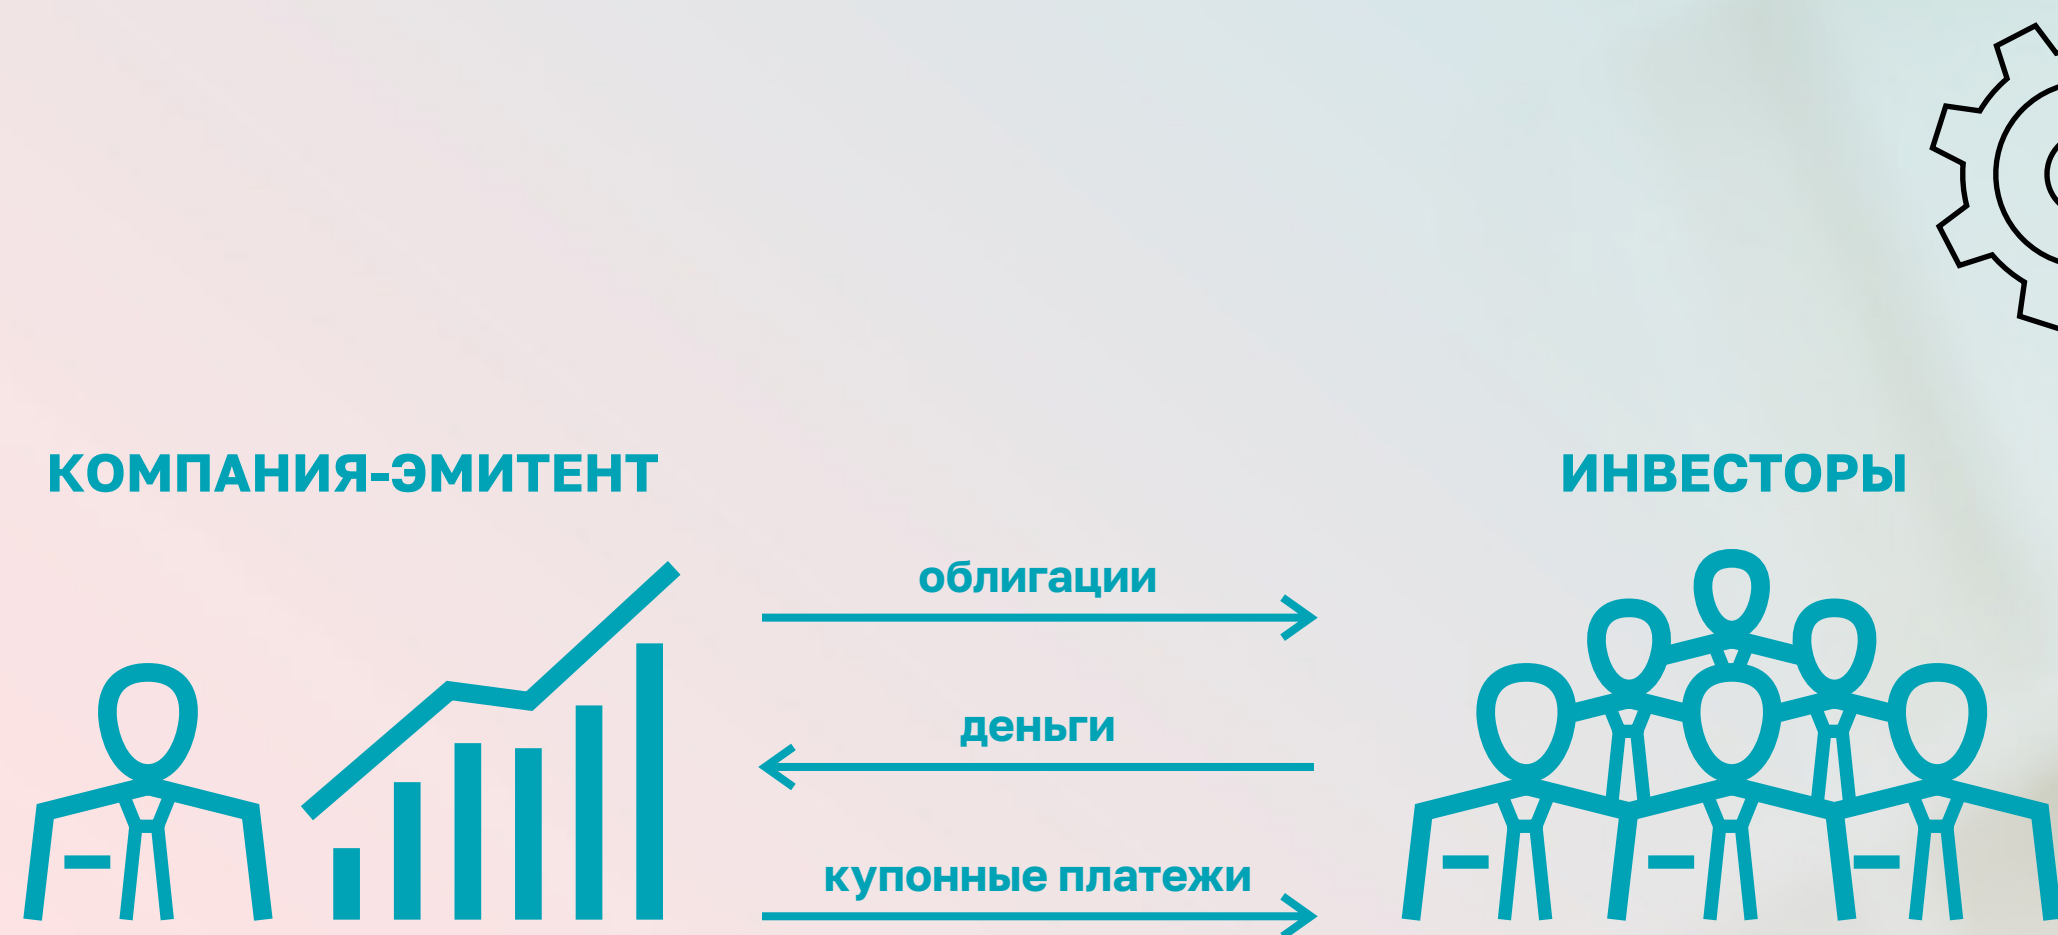 КОМПАНИЯ-ЭМИТЕНТ
ИНВЕСТОРЫ
облигации
деньги
купонные платежи